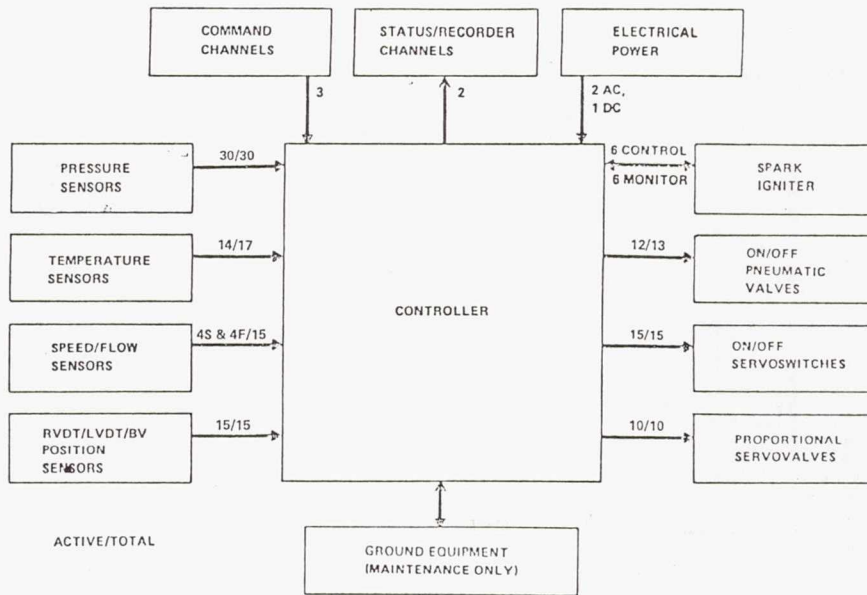 COMMAND
CHANNELS
STATUS/RECORDER
CHANNELS
ELECTRICAL
POWER
3
2
2 AC,
1 DC
PRESSURE
SENSORS
30/30
6 CONTROL
6 MONITOR
SPARK
IGNITER
TEMPERATURE
SENSORS
14/17
12/13
ON/OFF
PNEUMATIC
VALVES
CONTROLLER
SPEED/FLOW
SENSORS
4S & 4F/15
15/15
ON/OFF
SERVOSWITCHES
RVDT/LVDT/BV
POSITION
SENSORS
15/15
10/10
PROPORTIONAL
SERVOVALVES
ACTIVE/TOTAL
GROUND EQUIPMENT
(MAINTENANCE ONLY)